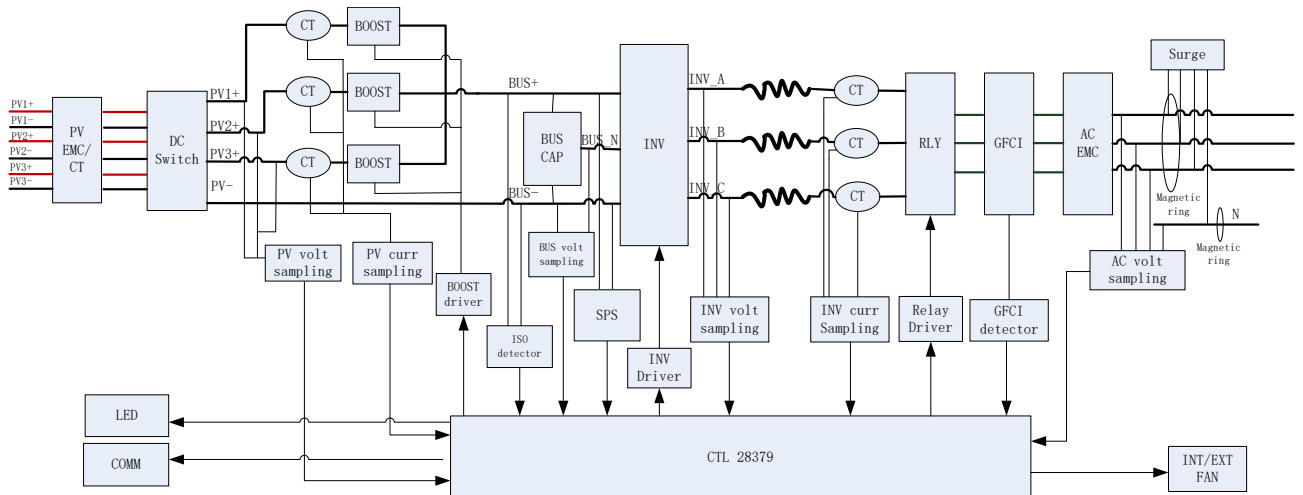 PV1+
PV1-
PV2+
PV2-
PV3+
PV3-
PV
EMC/
CT
DC
Switch
PV1+
PV2+
PV3+
PV-
CT
BOOST
CT
BOOST
CT
BOOST
BUS+
BUS
CAP
BUS_N
BUS-
INV
INV_A
INV_B
INV_C
CT
CT
CT
RLY
GFCI
AC
EMC
Surge
Magnetic
ring
N
Magnetic
ring
PV volt
sampling
PV curr
sampling
BOOST
driver
BUS volt
sampling
ISO
detector
SPS
INV
Driver
INV volt
sampling
INV curr
Sampling
Relay
Driver
GFCI
detector
AC volt
sampling
LED
COMM
CTL 28379
INT/EXT
FAN